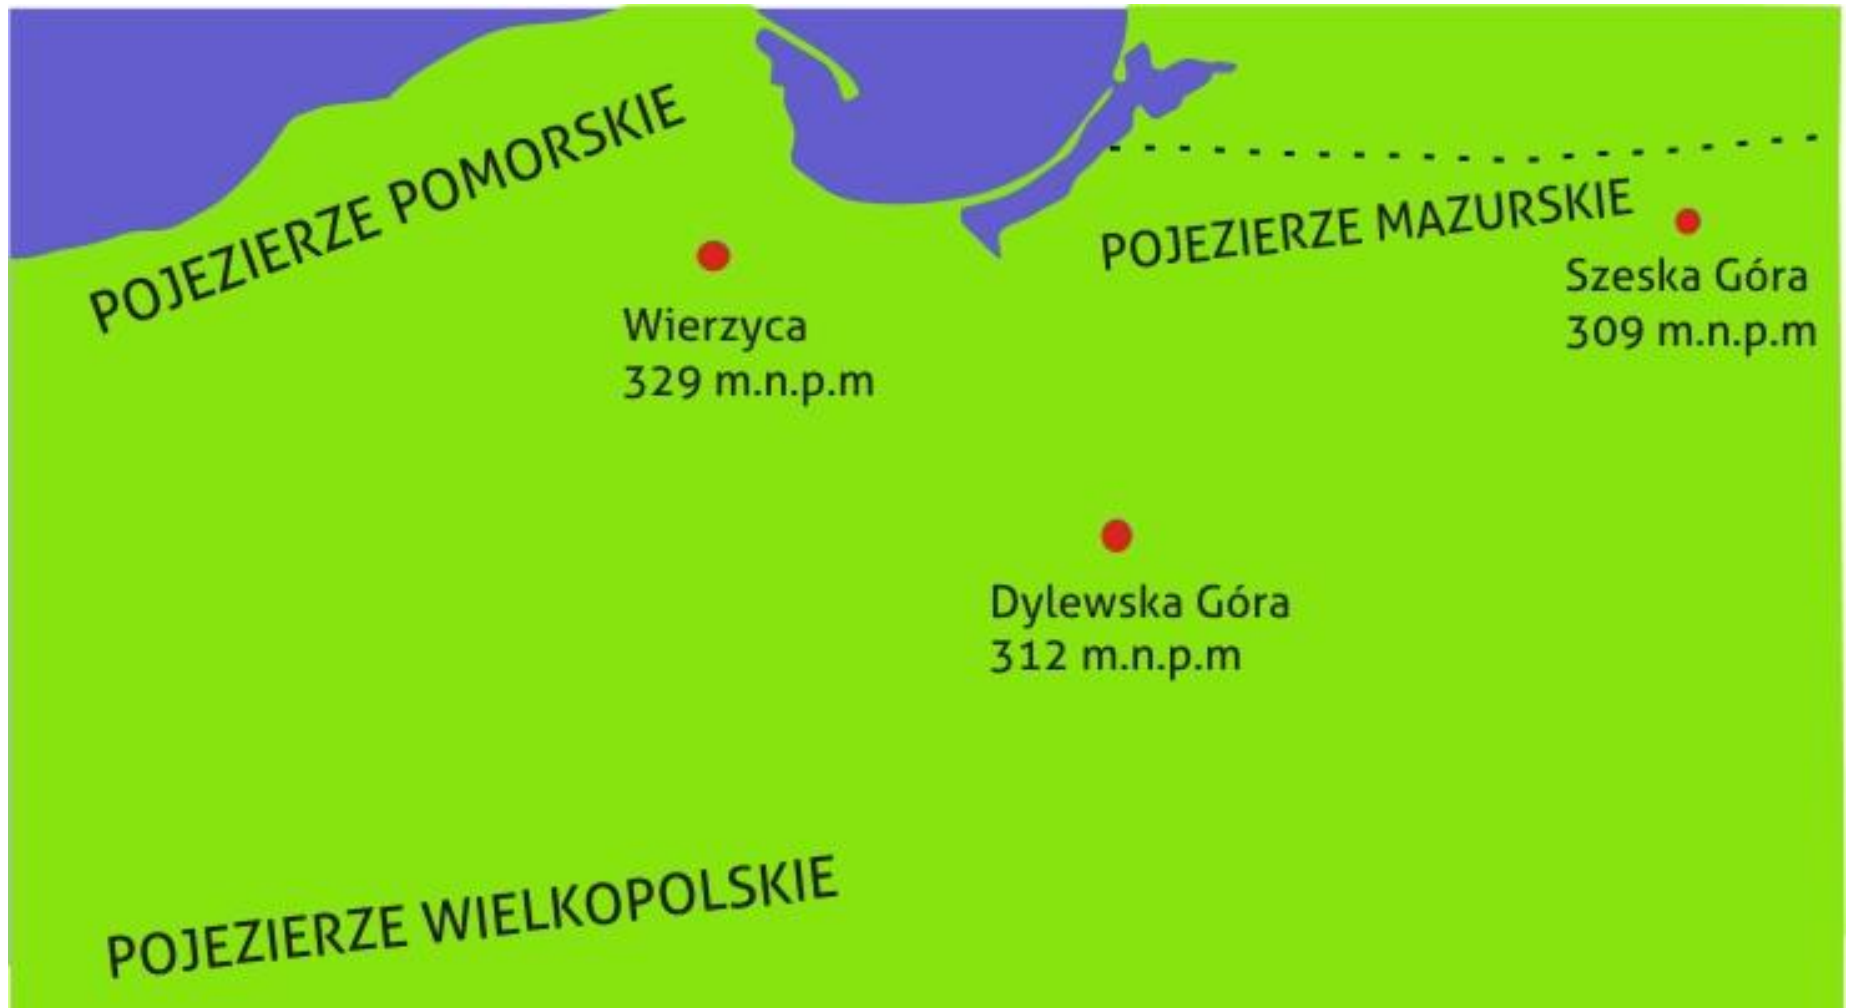 POJEZIERZE POMORSKIE
POJEZIERZE MAZURSKIE
Szeska Góra
309 m.n.p.m
Wierzyca
329 m.n.p.m
Dylewska Góra
312 m.n.p.m
POJEZIERZE WIELKOPOLSKIE